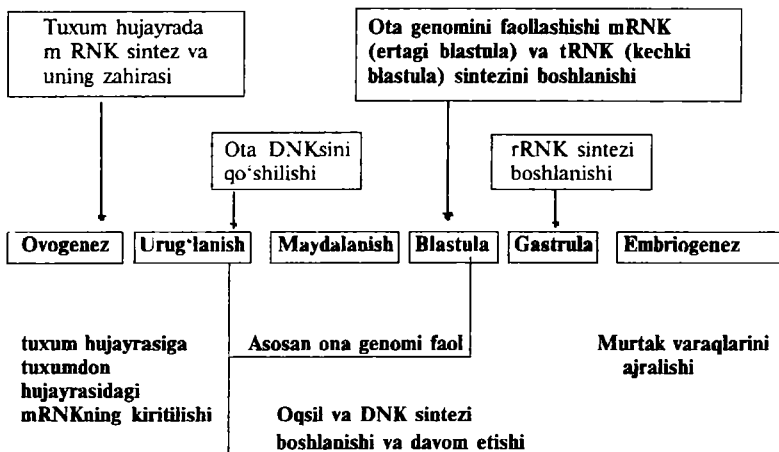 Tuxum hujayrada
m RNK sintez va
uning zahirasi
Ota genomini faollashishi mRNK
(ertagi blastula) va tRNK (kechki
blastula) sintezini boshlanishi
Ota DNKsini
qo‘shilishi
rRNK sintezi
boshlanishi
Ovogenez
Urug‘lanish
Maydalanish
Blastula
Gastrula
Embriogenez
tuxum hujayrasiga
tuxumdon
hujayrasidagi
mRNKning kiritilishi
Asosan ona genomi faol
Murtak varaqlarini
ajralishi
Oqsil va DNK sintezi
boshlanishi va davom etishi